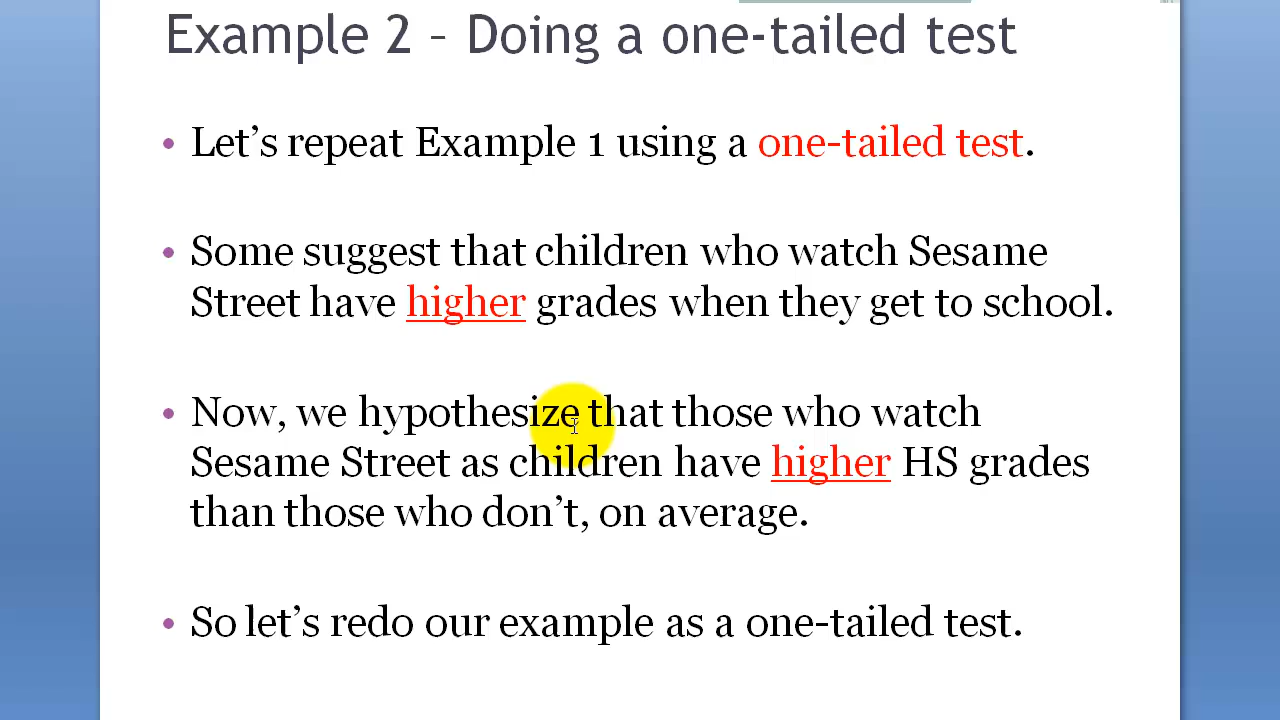 Example 2 – Doing a one-tailed test
• Let’s repeat Example 1 using a one-tailed test.
• Some suggest that children who watch Sesame
Street have higher grades when they get to school.
• Now, we hypothesize that those who watch
Sesame Street as children have higher HS grades
than those who don’t, on average.
• So let’s redo our example as a one-tailed test.